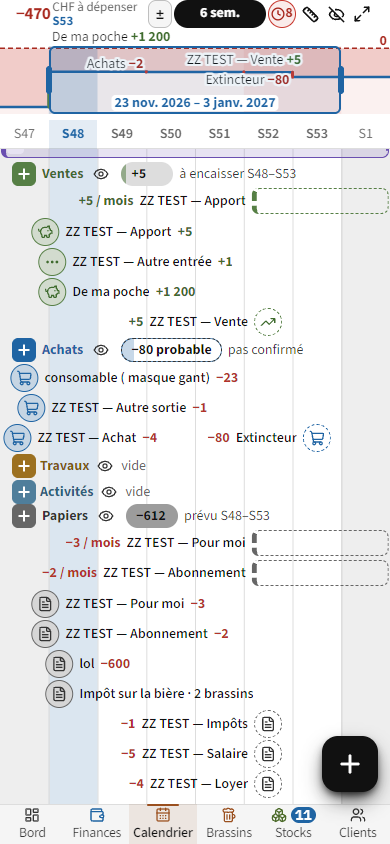 −470 CHF à dépenser
S53
± 6 sem. 8
De ma poche +1 200
0
Achats −2 ZZ TEST — Vente +5
Extincteur −80
23 nov. 2026 – 3 janv. 2027
S47 S48 S49 S50 S51 S52 S53 S1
Ventes +5 à encaisser S48–S53
+5 / mois ZZ TEST — Apport
ZZ TEST — Apport +5
ZZ TEST — Autre entrée +1
De ma poche +1 200
+5 ZZ TEST — Vente
Achats −80 probable pas confirmé
consomable ( masque gant) −23
ZZ TEST — Autre sortie −1
ZZ TEST — Achat −4 −80 Extincteur
Travaux vide
Activités vide
Papiers −612 prévu S48–S53
−3 / mois ZZ TEST — Pour moi
−2 / mois ZZ TEST — Abonnement
ZZ TEST — Pour moi −3
ZZ TEST — Abonnement −2
lol −600
Impôt sur la bière · 2 brassins
−1 ZZ TEST — Impôts
−5 ZZ TEST — Salaire
−4 ZZ TEST — Loyer
Bord Finances Calendrier Brassins Stocks 11 Clients